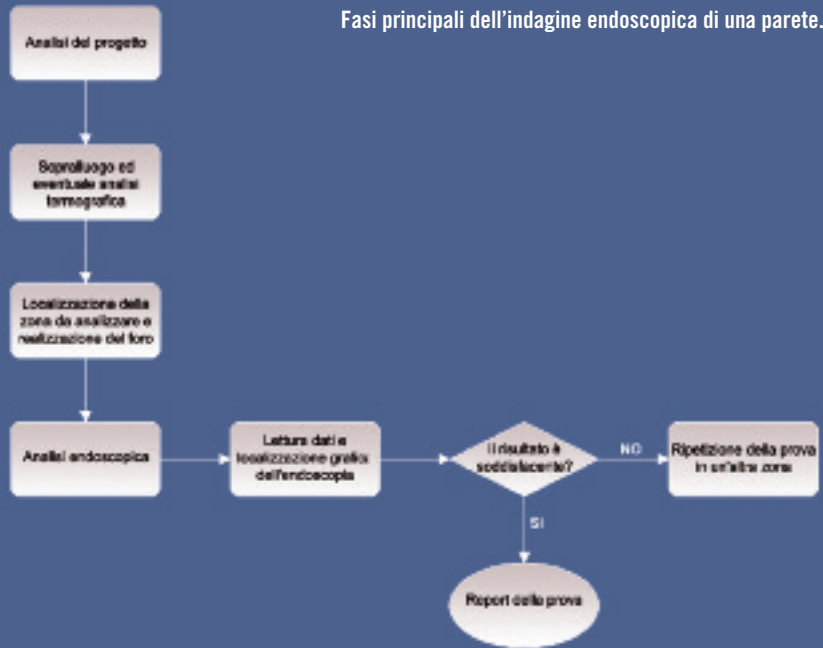 Fasi principali dell'indagine endoscopica di una parete.
Analisi del progetto
Sopralluogo ed
eventuale analisi
termografica
Localizzazione della
zona da analizzare e
realizzazione del foro
Analisi endoscopica
Lettura dati e
localizzazione grafica
dell'endoscopia
Il risultato è
soddisfacente?
NO
Ripetizione della prova
in un'altra zona
SI
Report della prova